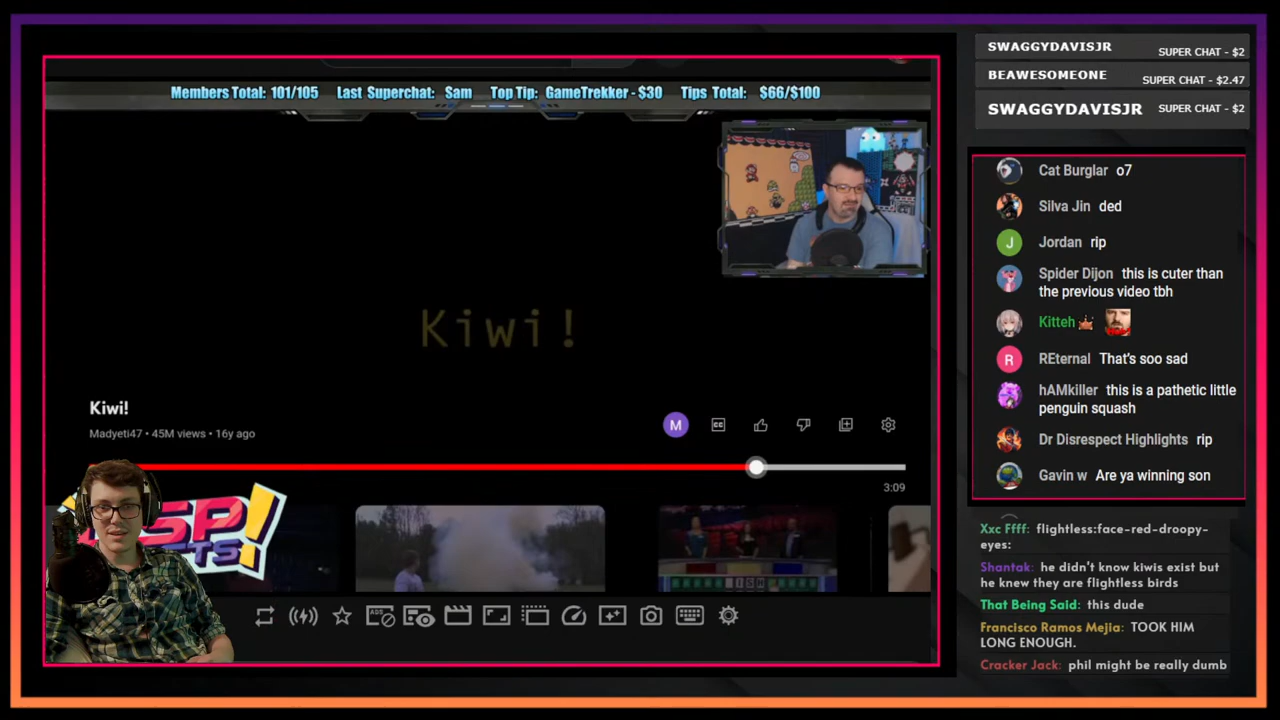 Members Total: 101/105 Last Superchat: Sam Top Tip: GameTrekker - $30 Tips Total: $66/$100
Kiwi!
Kiwi!
Madyeti47 • 45M views • 16y ago
M
CC
3:09
ADS
SWAGGYDAVISJR SUPER CHAT - $2
BEAWESOMEONE SUPER CHAT - $2.47
SWAGGYDAVISJR SUPER CHAT - $2
Cat Burglar o7
Silva Jin ded
J Jordan rip
Spider Dijon this is cuter than
the previous video tbh
Kitteh
R REternal That's soo sad
hAMkiller this is a pathetic little
penguin squash
Dr Disrespect Highlights rip
Gavin w Are ya winning son
Xxc Ffff: flightless:face-red-droopy-
eyes:
Shantak: he didn't know kiwis exist but
he knew they are flightless birds
That Being Said: this dude
Francisco Ramos Mejia: TOOK HIM
LONG ENOUGH.
Cracker Jack: phil might be really dumb